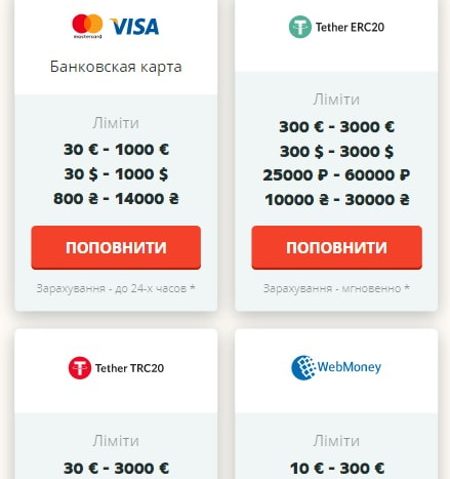 mastercard VISA
Банковская карта
Ліміти
30 € - 1000 €
30 $ - 1000 $
800 ₴ - 14000 ₴
ПОПОВНИТИ
Зарахування - до 24-х часов *
Tether ERC20
Ліміти
300 € - 3000 €
300 $ - 3000 $
25000 ₽ - 60000 ₽
10000 ₴ - 30000 ₴
ПОПОВНИТИ
Зарахування - мгновенно *
Tether TRC20
Ліміти
30 € - 3000 €
WebMoney
Ліміти
10 € - 300 €